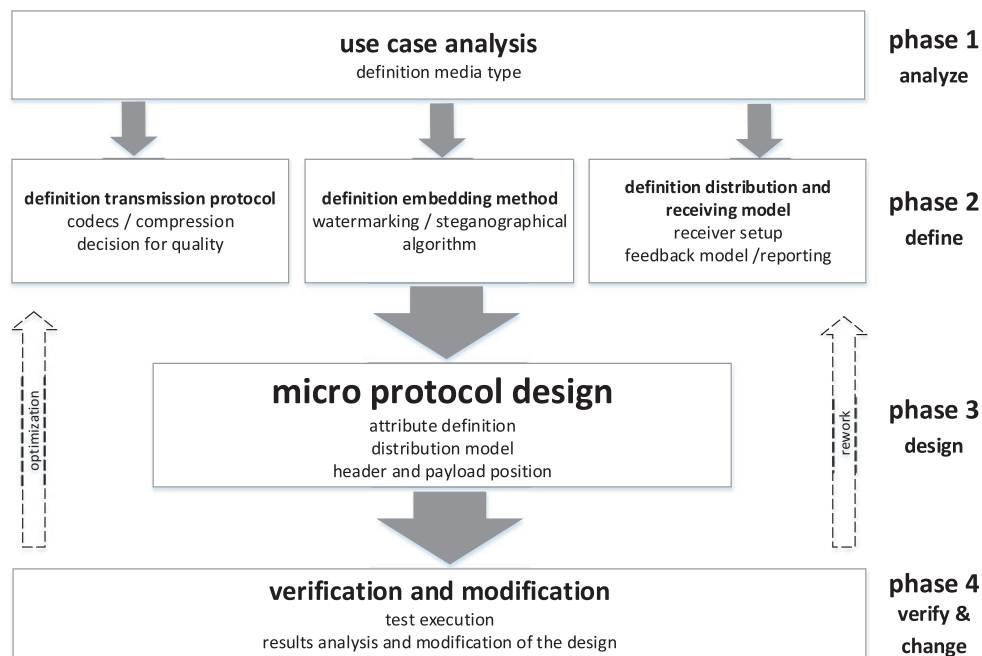 use case analysis
definition media type
phase 1
analyze
definition transmission protocol
codecs / compression
decision for quality
definition embedding method
watermarking / steganographical
algorithm
definition distribution and
receiving model
receiver setup
feedback model /reporting
phase 2
define
optimization
micro protocol design
attribute definition
distribution model
header and payload position
rework
phase 3
design
verification and modification
test execution
results analysis and modification of the design
phase 4
verify &
change